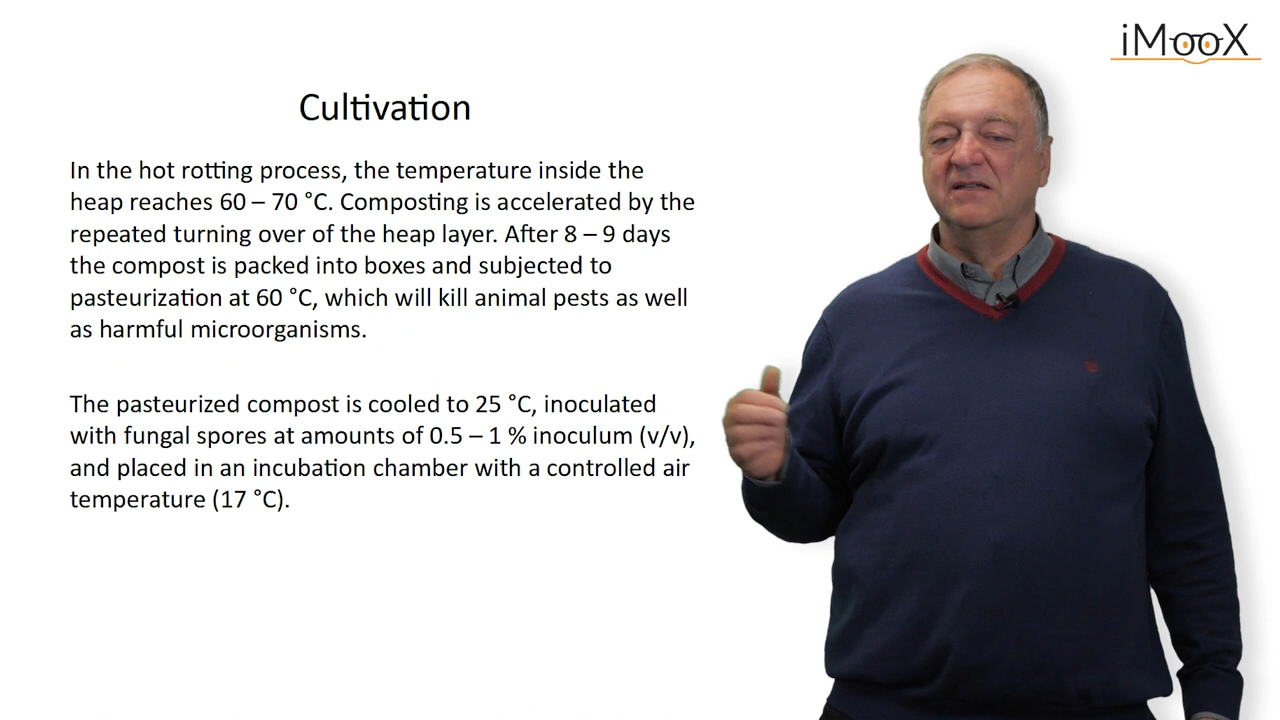 iMooX
Cultivation
In the hot rotting process, the temperature inside the
heap reaches 60 – 70 °C. Composting is accelerated by the
repeated turning over of the heap layer. After 8 – 9 days
the compost is packed into boxes and subjected to
pasteurization at 60 °C, which will kill animal pests as well
as harmful microorganisms.
The pasteurized compost is cooled to 25 °C, inoculated
with fungal spores at amounts of 0.5 – 1 % inoculum (v/v),
and placed in an incubation chamber with a controlled air
temperature (17 °C).